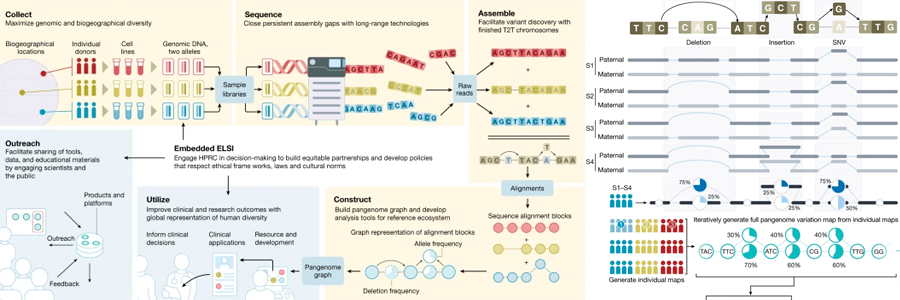 Collect
Maximize genomic and biogeographical diversity
Biogeographical
locations
Individual
donors
Cell
lines
Genomic DNA,
two alleles
Sample
libraries
Sequence
Close persistent assembly gaps with long-range technologies
AGCTTA
CAGAAT
CGAC
GACAAG
TCAA
AGCG
Raw
reads
Assemble
Facilitate variant discovery with
finished T2T chromosomes
AGCTTACAGAA
+
AGC--TACAGAA
+
AGCTTACTGAA
T
AGC T TAC A GAA
Alignments
Sequence alignment blocks
+
Outreach
Facilitate sharing of tools,
data, and educational materials
by engaging scientists and
the public
Products and
platforms
Outreach
Feedback
Embedded ELSI
Engage HPRC in decision-making to build equitable partnerships and develop policies
that respect ethical frame works, laws and cultural norms
Utilize
Improve clinical and research outcomes with
global representation of human diversity
Inform clinical
decisions
Clinical
applications
Resource and
development
Pangenome
graph
Construct
Build pangenome graph and develop
analysis tools for reference ecosystem
Graph representation of alignment blocks
Allele frequency
Deletion frequency
GCT
G
TTC CAG ATC CG A TTG
Deletion
Insertion
SNV
S1
Paternal
Maternal
S2
Paternal
Maternal
S3
Paternal
Maternal
S4
Paternal
Maternal
S1–S4
75%
25%
25%
75%
50%
Generate individual maps
Iteratively generate full pangenome variation map from individual maps
30%
40%
40%
TAC TTC ATC CG TTG GG
70%
60%
60%